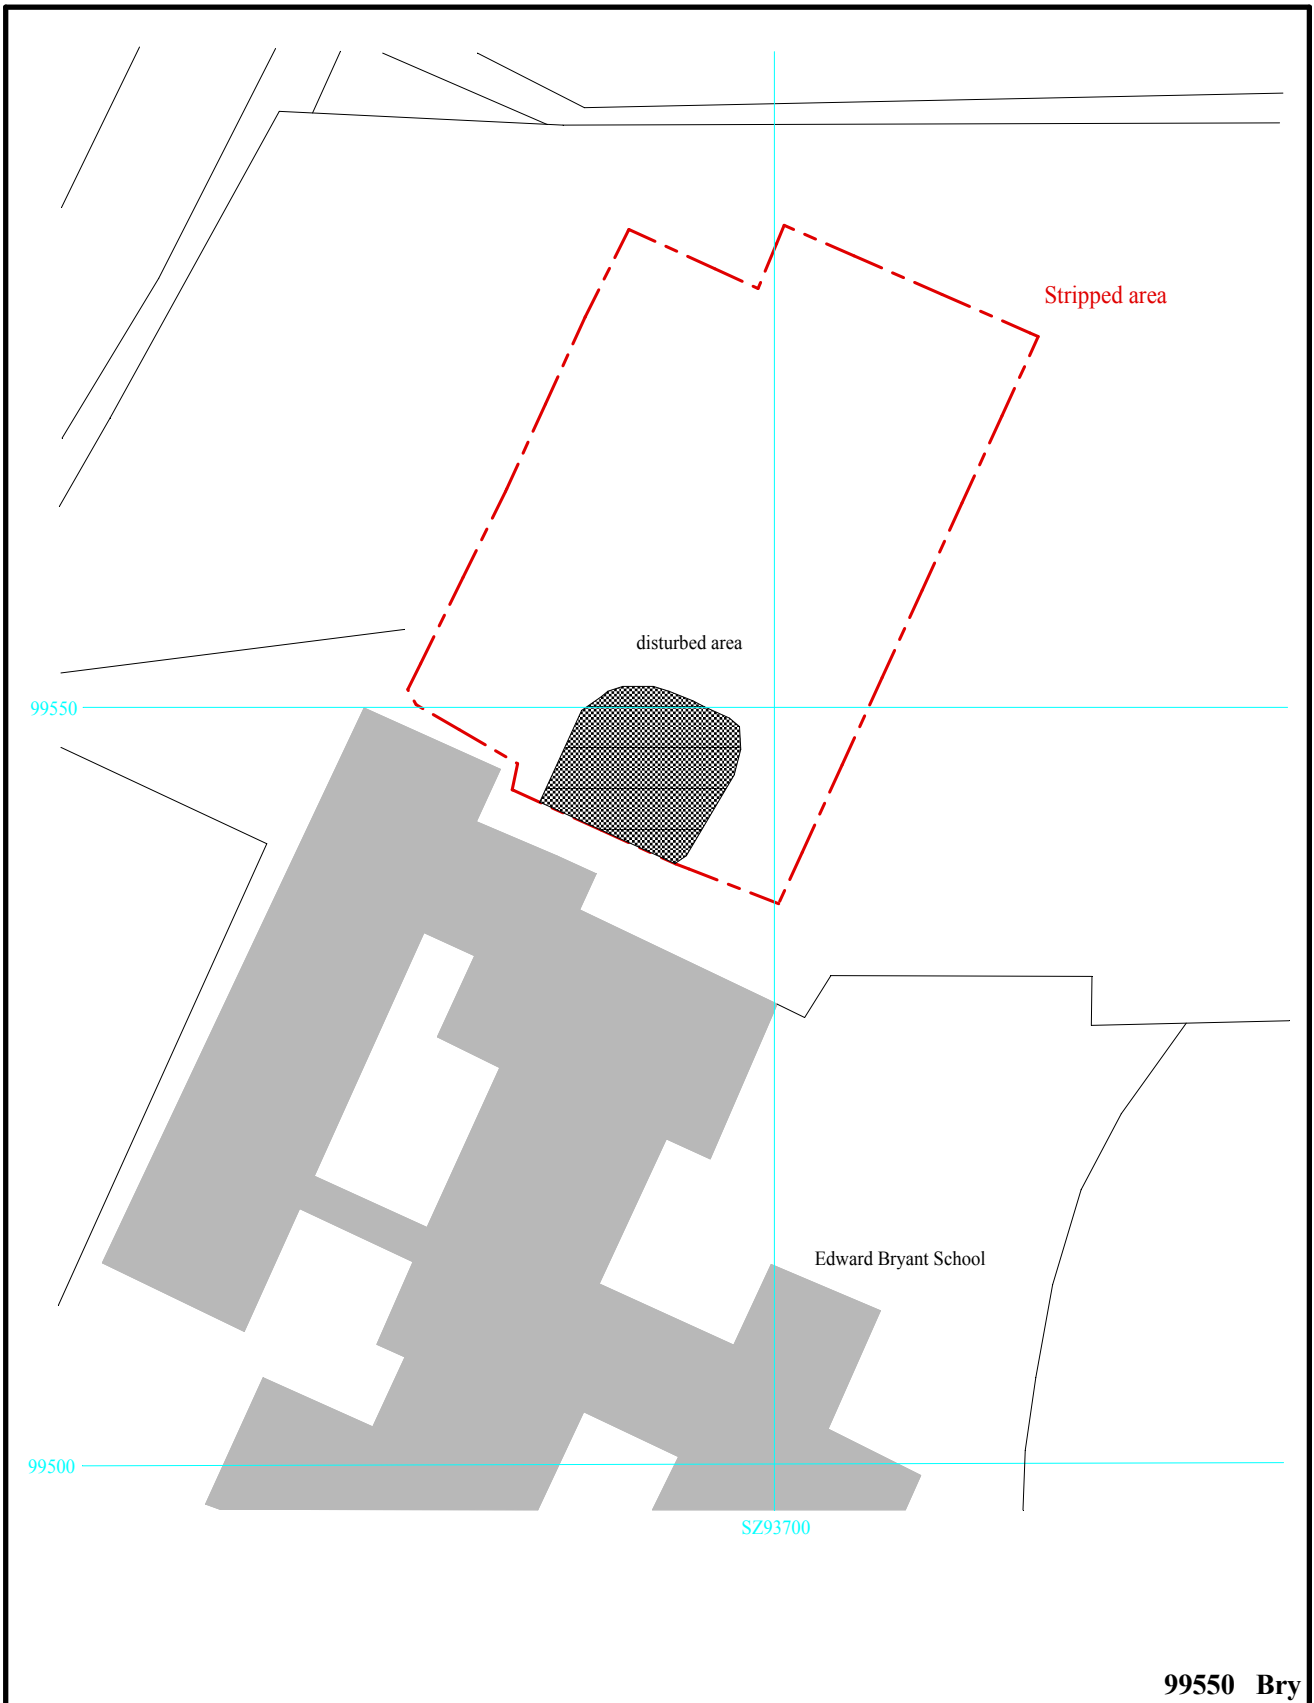 Stripped area
disturbed area
99550
Edward Bryant School
99500
SZ93700
99550 Bry